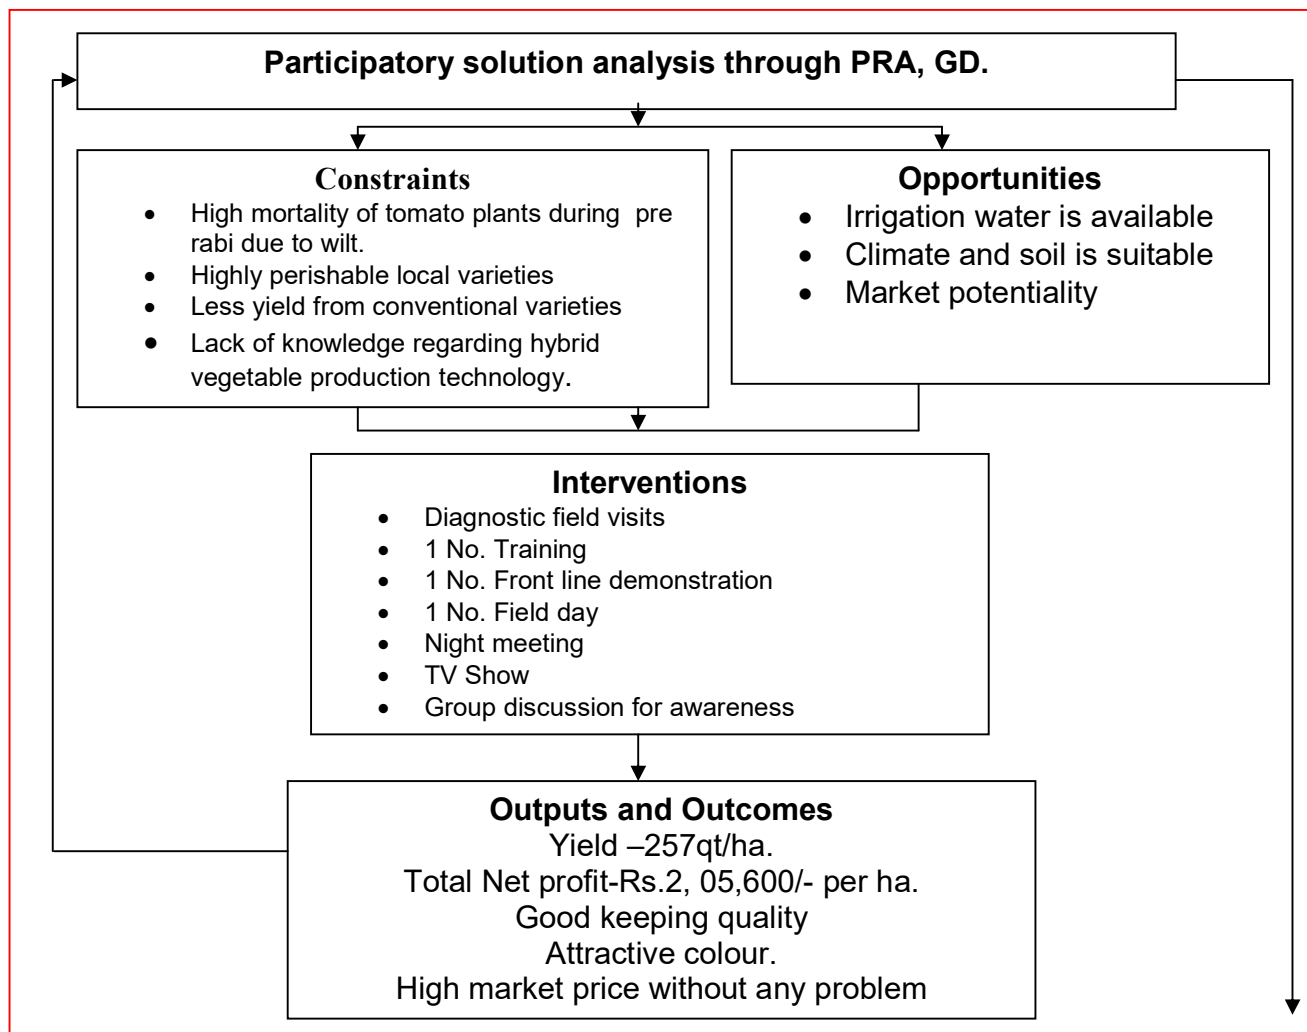 Participatory solution analysis through PRA, GD.
Constraints
• High mortality of tomato plants during pre
rabi due to wilt.
• Highly perishable local varieties
• Less yield from conventional varieties
• Lack of knowledge regarding hybrid
vegetable production technology.
Opportunities
• Irrigation water is available
• Climate and soil is suitable
• Market potentiality
Interventions
• Diagnostic field visits
• 1 No. Training
• 1 No. Front line demonstration
• 1 No. Field day
• Night meeting
• TV Show
• Group discussion for awareness
Outputs and Outcomes
Yield –257qt/ha.
Total Net profit-Rs.2, 05,600/- per ha.
Good keeping quality
Attractive colour.
High market price without any problem